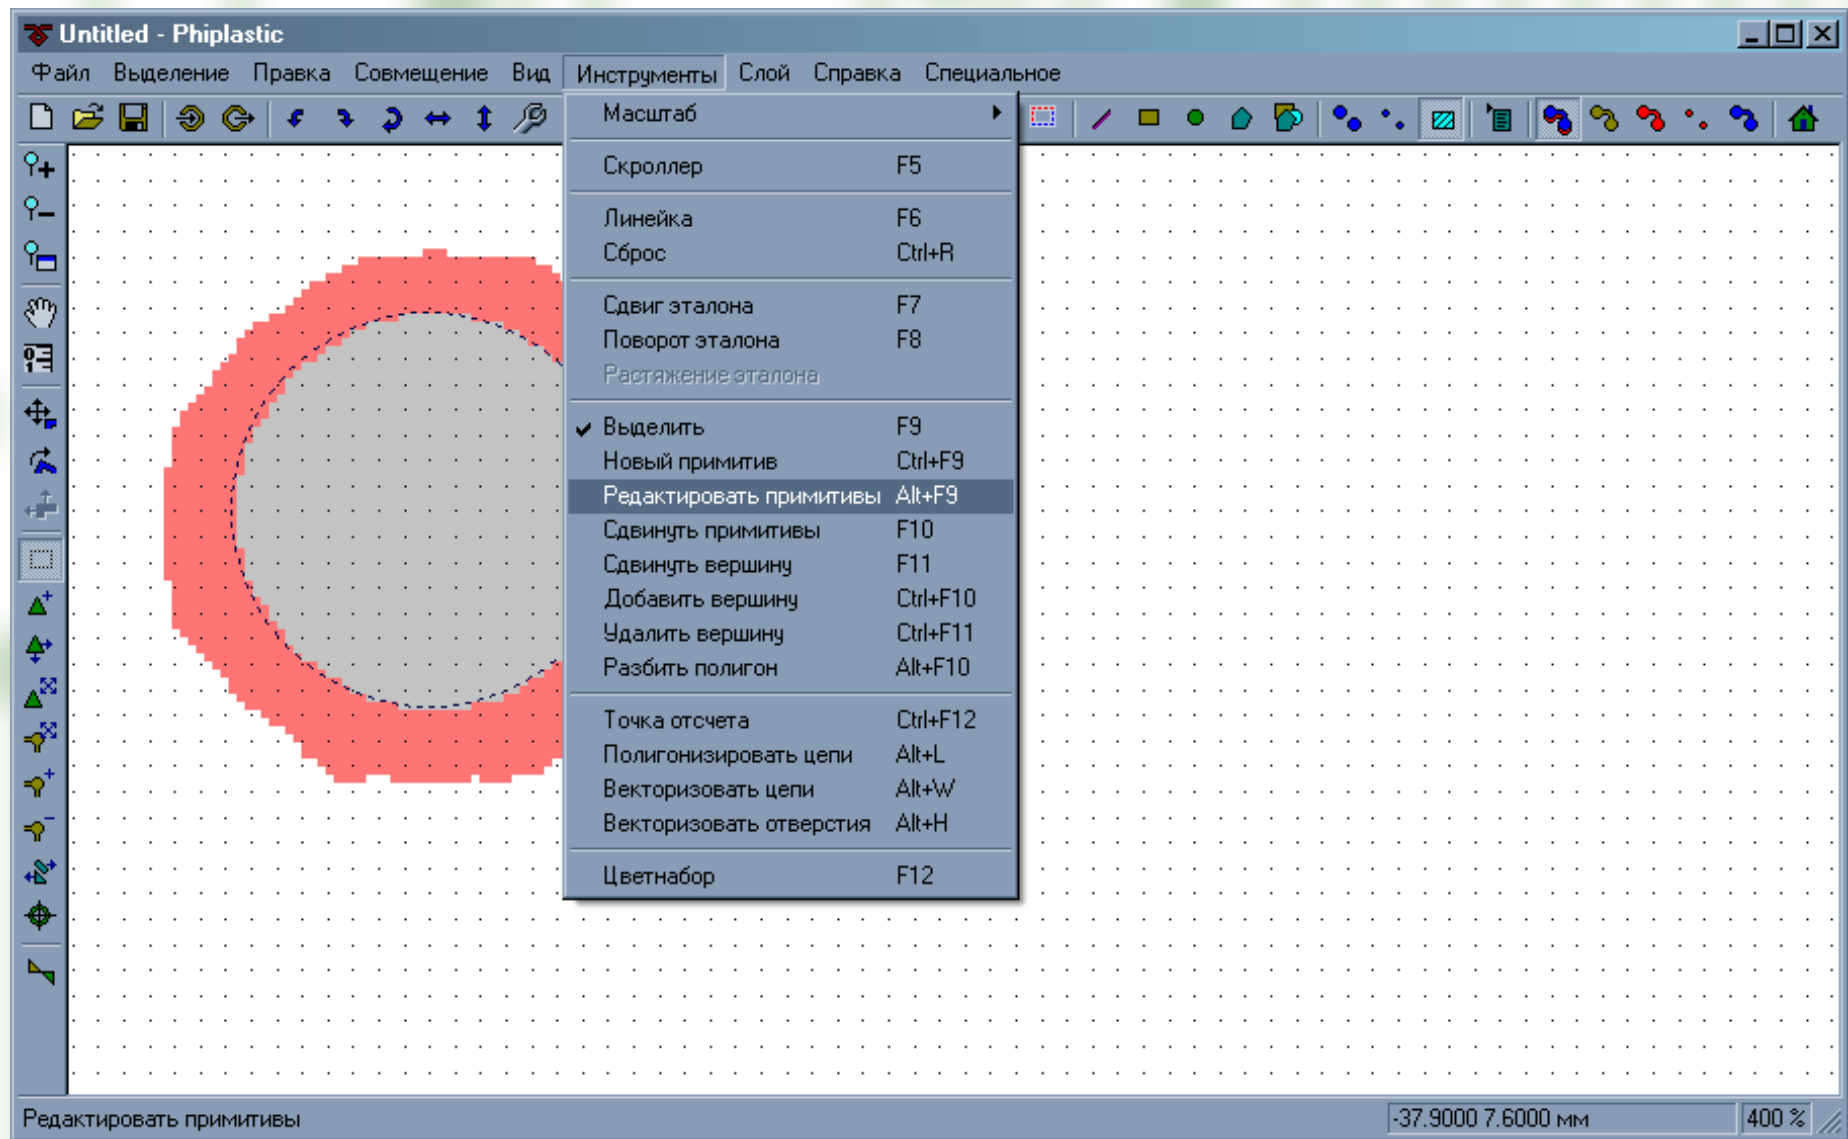 Untitled - Phiplastic
Файл Выделение Правка Совмещение Вид Инструменты Слой Справка Специальное
Масштаб
Скроллер F5
Линейка F6
Сброс Ctrl+R
Сдвиг эталона F7
Поворот эталона F8
Растяжение эталона
Выделить F9
Новый примитив Ctrl+F9
Редактировать примитивы Alt+F9
Сдвинуть примитивы F10
Сдвинуть вершину F11
Добавить вершину Ctrl+F10
Удалить вершину Ctrl+F11
Разбить полигон Alt+F10
Точка отсчета Ctrl+F12
Полигонизировать цепи Alt+L
Векторизовать цепи Alt+W
Векторизовать отверстия Alt+H
Цветнабор F12
Редактировать примитивы -37.9000 7.6000 мм 400 %